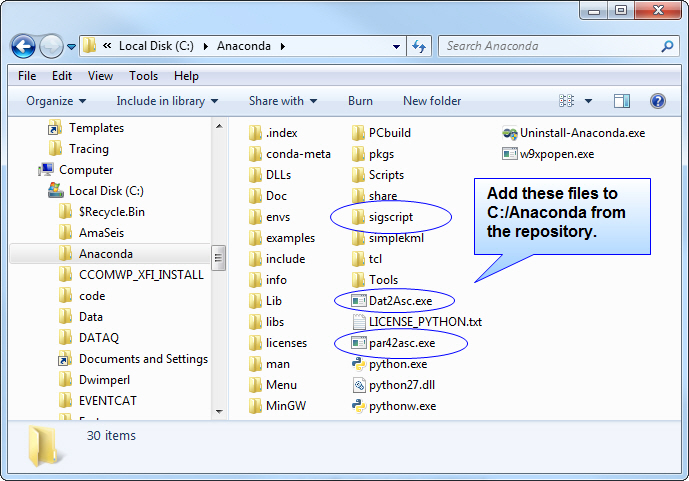 « Local Disk (C:) ▸ Anaconda ▸
Search Anaconda
File Edit View Tools Help
Organize Include in library Share with Burn New folder
Templates
Tracing
Computer
Local Disk (C:)
$Recycle.Bin
AmaSeis
Anaconda
CCOMWP_XFI_INSTALL
code
Data
DATAQ
Documents and Settings
Dwimperl
EVENTCAT
.index
conda-meta
DLLs
Doc
envs
examples
include
info
Lib
libs
licenses
man
Menu
MinGW
PCbuild
pkgs
Scripts
share
sigscript
simplekml
tcl
Tools
Dat2Asc.exe
LICENSE_PYTHON.txt
par42asc.exe
python.exe
python27.dll
pythonw.exe
Uninstall-Anaconda.exe
w9xpopen.exe
Add these files to
C:/Anaconda from
the repository.
30 items